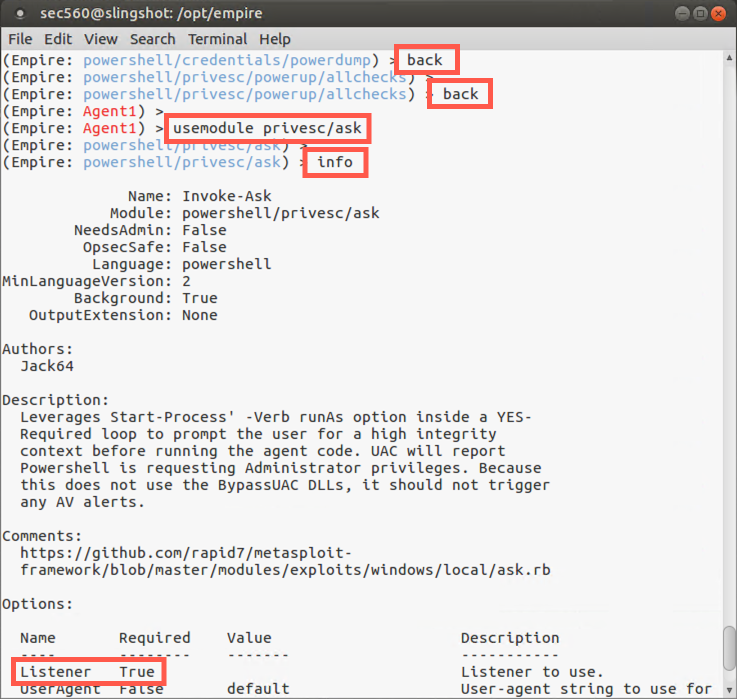 sec560@slingshot: /opt/empire
File Edit View Search Terminal Help
(Empire: powershell/credentials/powerdump) > back
(Empire: powershell/privesc/powerup/allchecks) >
(Empire: powershell/privesc/powerup/allchecks) > back
(Empire: Agent1) >
(Empire: Agent1) > usemodule privesc/ask
(Empire: powershell/privesc/ask) >
(Empire: powershell/privesc/ask) > info
Name: Invoke-Ask
Module: powershell/privesc/ask
NeedsAdmin: False
OpsecSafe: False
Language: powershell
MinLanguageVersion: 2
Background: True
OutputExtension: None
Authors:
Jack64
Description:
Leverages Start-Process' -Verb runAs option inside a YES-
Required loop to prompt the user for a high integrity
context before running the agent code. UAC will report
Powershell is requesting Administrator privileges. Because
this does not use the BypassUAC DLLs, it should not trigger
any AV alerts.
Comments:
https://github.com/rapid7/metasploit-
framework/blob/master/modules/exploits/windows/local/ask.rb
Options:
Name Required Value Description
---- -------- ------- -----------
Listener True Listener to use.
UserAgent False default User-agent string to use for